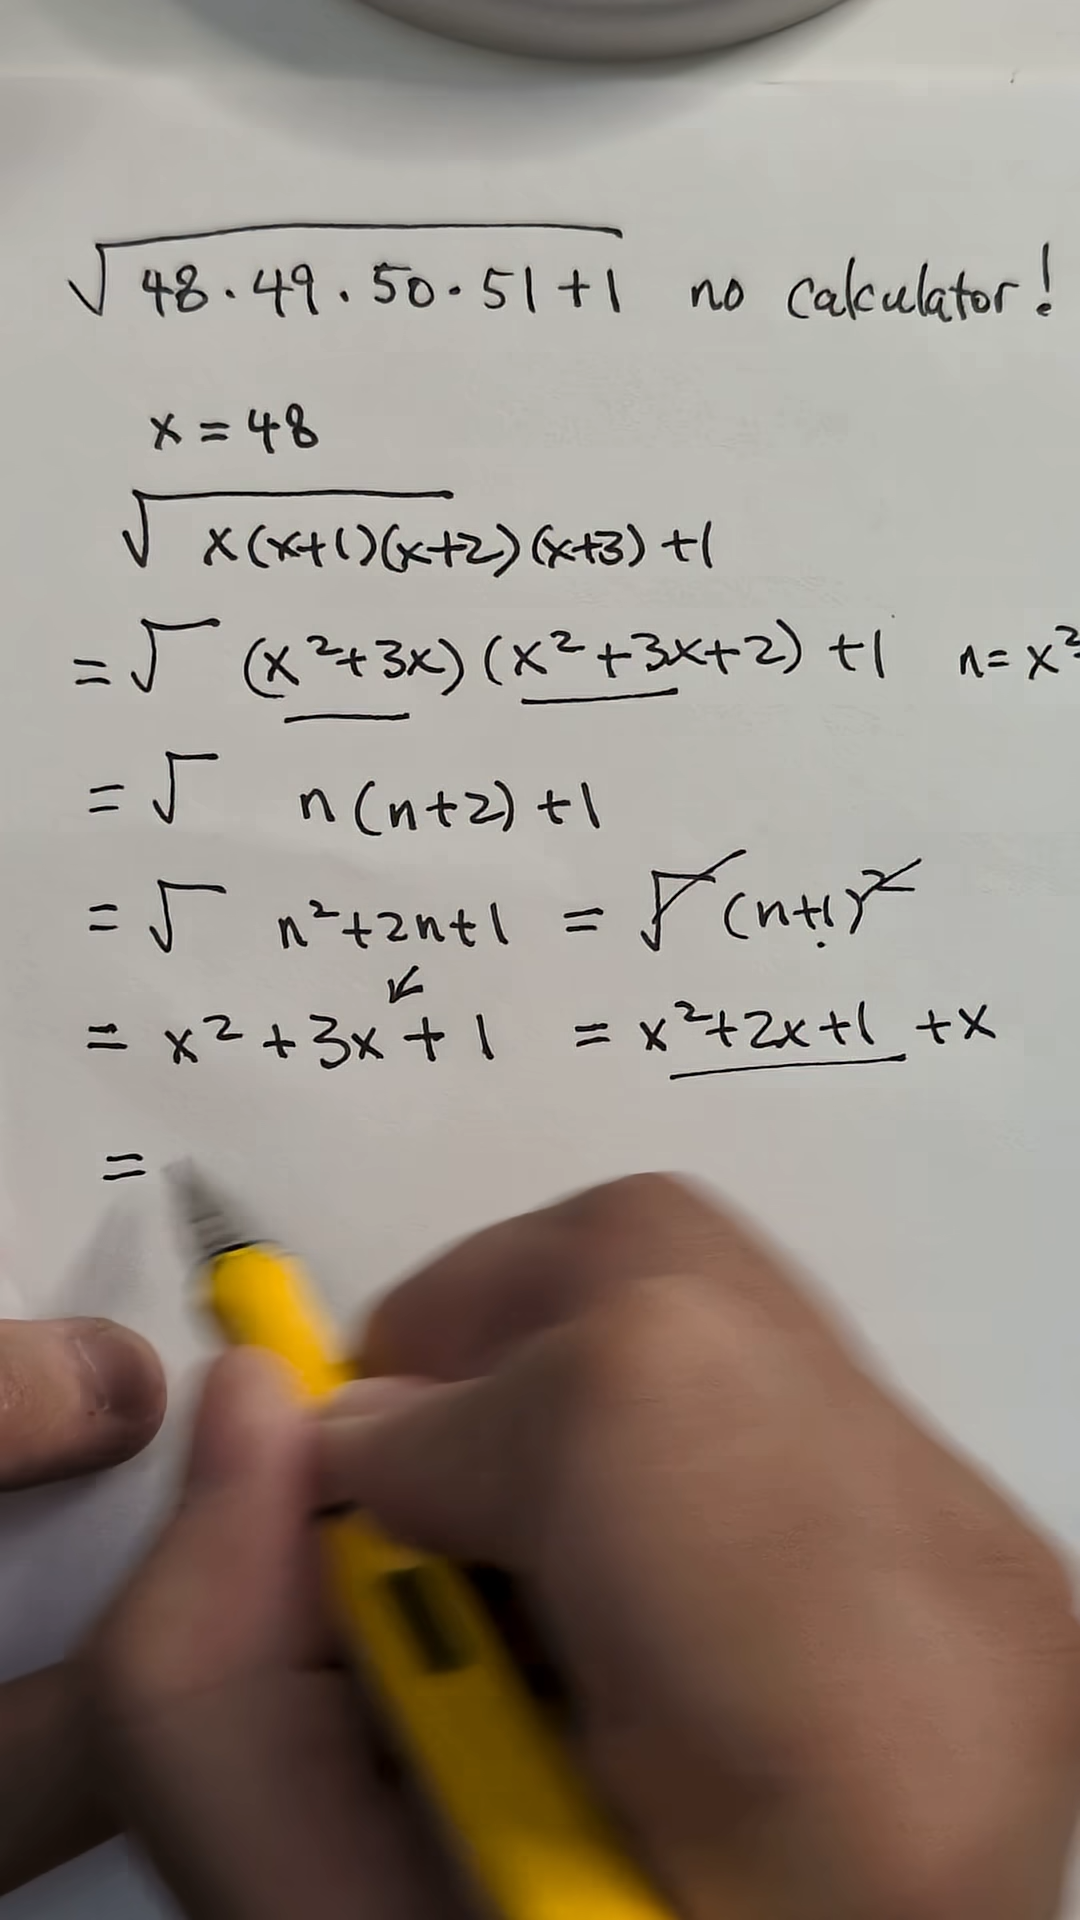 √48·49·50·51+1 no calculator!
x=48
√x(x+1)(x+2)(x+3)+1
=√(x²+3x)(x²+3x+2)+1 n=x²
=√n(n+2)+1
=√n²+2n+1 =√(n+1)²
=x²+3x+1 =x²+2x+1+x
=